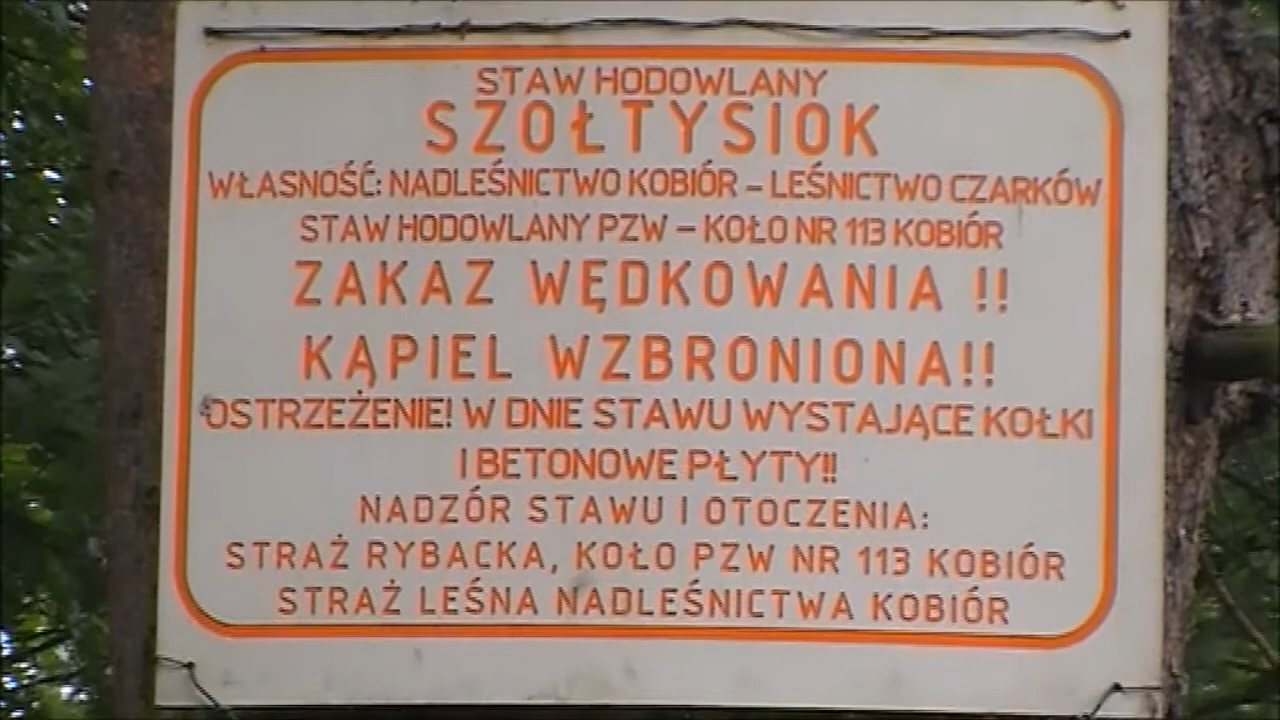 STAW HODOWLANY
SZOŁTYSIOK
WŁASNOŚĆ: NADLEŚNICTWO KOBIÓR – LEŚNICTWO CZARKÓW
STAW HODOWLANY PZW – KOŁO NR 113 KOBIÓR
ZAKAZ WĘDKOWANIA !!
KĄPIEL WZBRONIONA!!
OSTRZEŻENIE! W DNIE STAWU WYSTAJĄCE KOŁKI
I BETONOWE PŁYTY!!
NADZÓR STAWU I OTOCZENIA:
STRAŻ RYBACKA, KOŁO PZW NR 113 KOBIÓR
STRAŻ LEŚNA NADLEŚNICTWA KOBIÓR